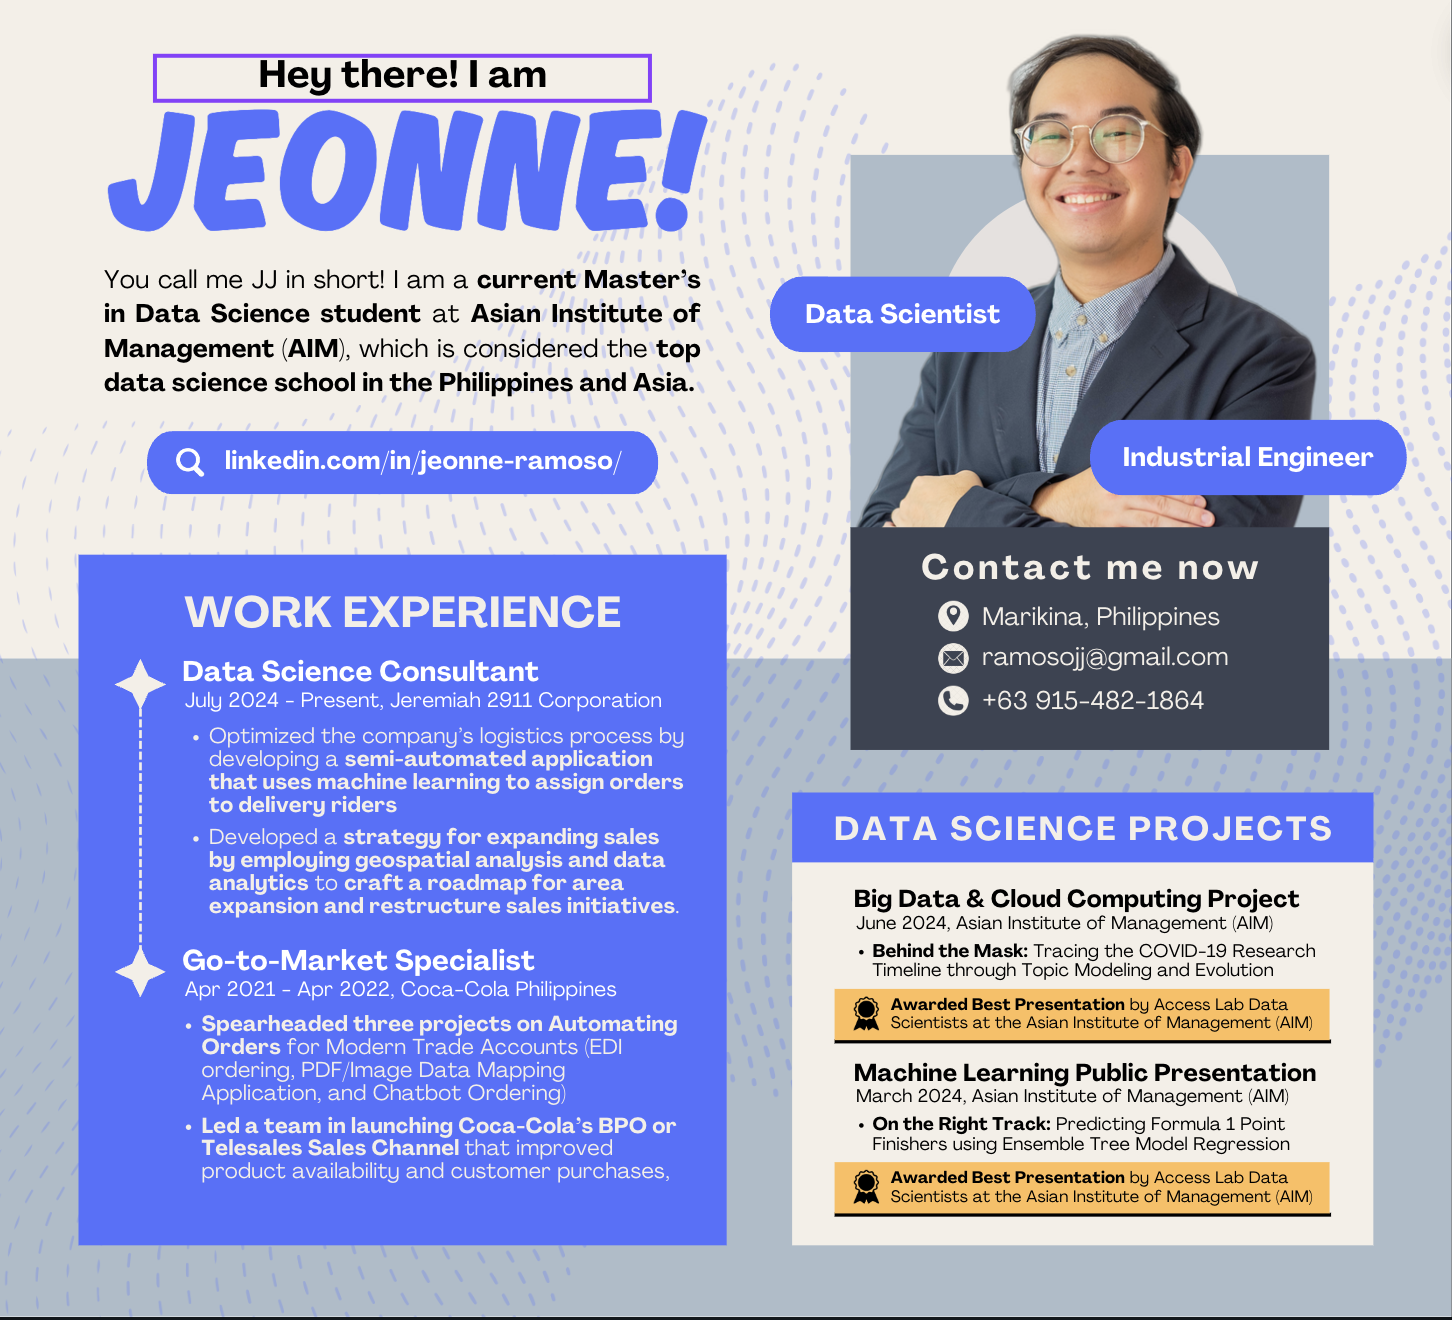 Hey there! I am
JEONNE!
You call me JJ in short! I am a current Master's
in Data Science student at Asian Institute of
Management (AIM), which is considered the top
data science school in the Philippines and Asia.
linkedin.com/in/jeonne-ramoso/
Data Scientist
Industrial Engineer
Contact me now
Marikina, Philippines
ramosojj@gmail.com
+63 915-482-1864
WORK EXPERIENCE
Data Science Consultant
July 2024 - Present, Jeremiah 2911 Corporation
• Optimized the company's logistics process by
developing a semi-automated application
that uses machine learning to assign orders
to delivery riders
• Developed a strategy for expanding sales
by employing geospatial analysis and data
analytics to craft a roadmap for area
expansion and restructure sales initiatives.
Go-to-Market Specialist
Apr 2021 - Apr 2022, Coca-Cola Philippines
• Spearheaded three projects on Automating
Orders for Modern Trade Accounts (EDI
ordering, PDF/Image Data Mapping
Application, and Chatbot Ordering)
• Led a team in launching Coca-Cola's BPO or
Telesales Sales Channel that improved
product availability and customer purchases,
DATA SCIENCE PROJECTS
Big Data & Cloud Computing Project
June 2024, Asian Institute of Management (AIM)
• Behind the Mask: Tracing the COVID-19 Research
Timeline through Topic Modeling and Evolution
Awarded Best Presentation by Access Lab Data
Scientists at the Asian Institute of Management (AIM)
Machine Learning Public Presentation
March 2024, Asian Institute of Management (AIM)
• On the Right Track: Predicting Formula 1 Point
Finishers using Ensemble Tree Model Regression
Awarded Best Presentation by Access Lab Data
Scientists at the Asian Institute of Management (AIM)